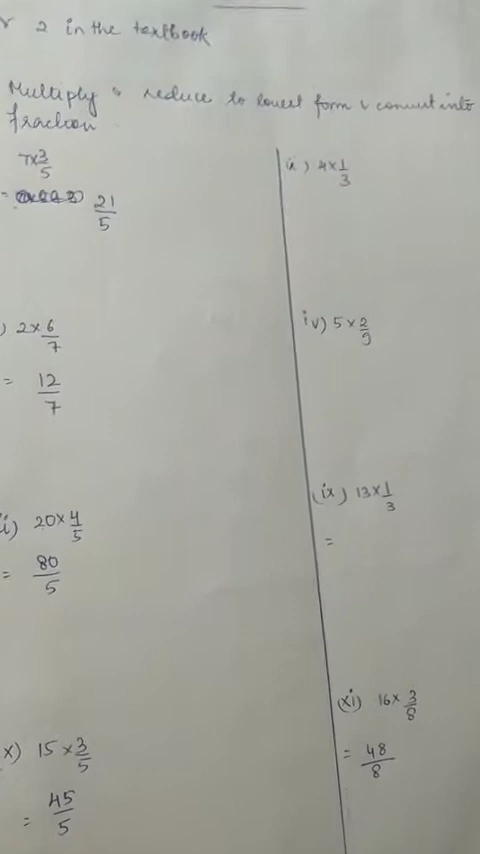 2 in the textbook
Multiply & reduce to lowest form & convert into
fraction
7×3/5
= 21/5
ii) 4×1/3
) 2×6/7
= 12/7
iv) 5×2/9
ii) 20×4/5
= 80/5
(ix) 13×1/3
=
x) 15×3/5
= 45/5
(xi) 16×3/8
= 48/8